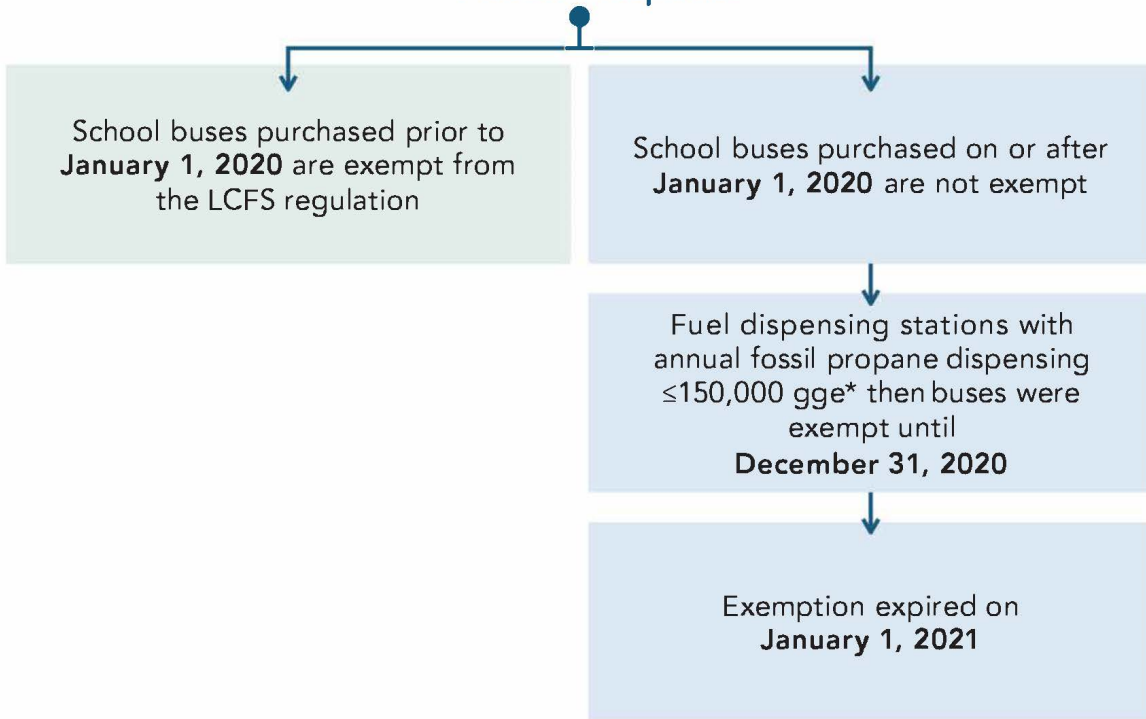 School buses purchased prior to
January 1, 2020 are exempt from
the LCFS regulation
School buses purchased on or after
January 1, 2020 are not exempt
Fuel dispensing stations with
annual fossil propane dispensing
≤150,000 gge* then buses were
exempt until
December 31, 2020
Exemption expired on
January 1, 2021